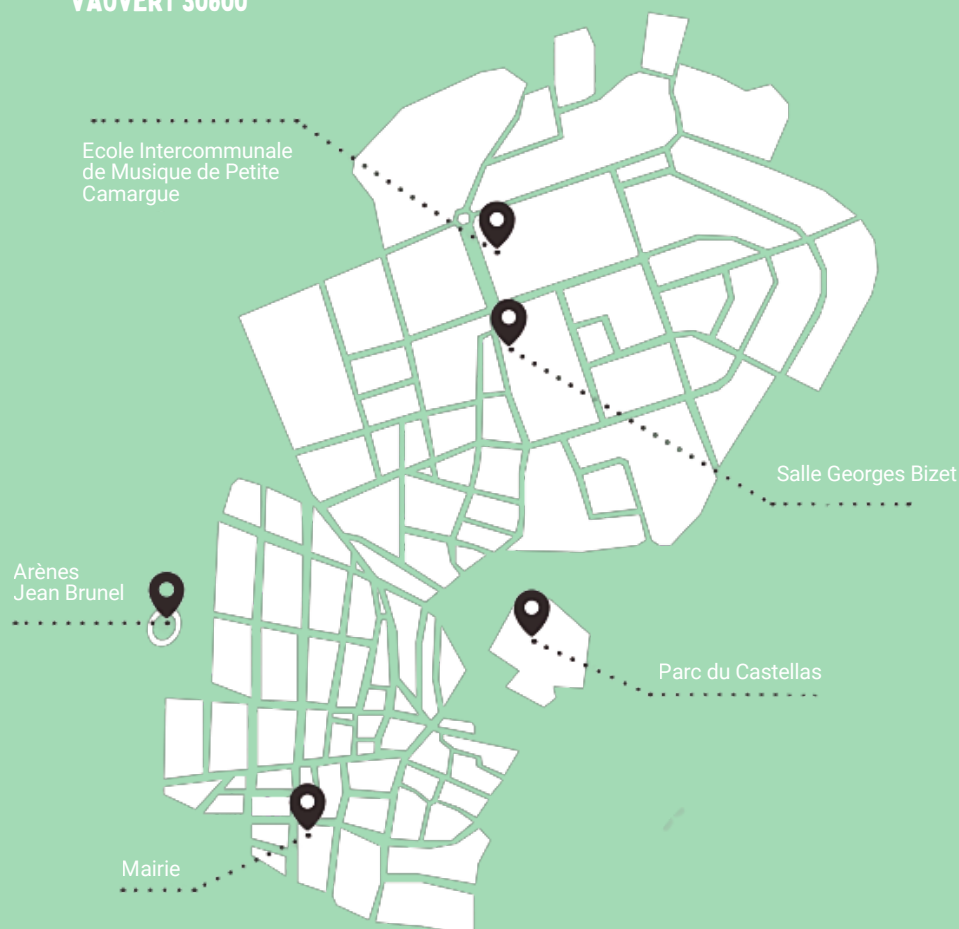 VAUVERT 30600
Ecole Intercommunale
de Musique de Petite
Camargue
Salle Georges Bizet
Arènes
Jean Brunel
Parc du Castellas
Mairie